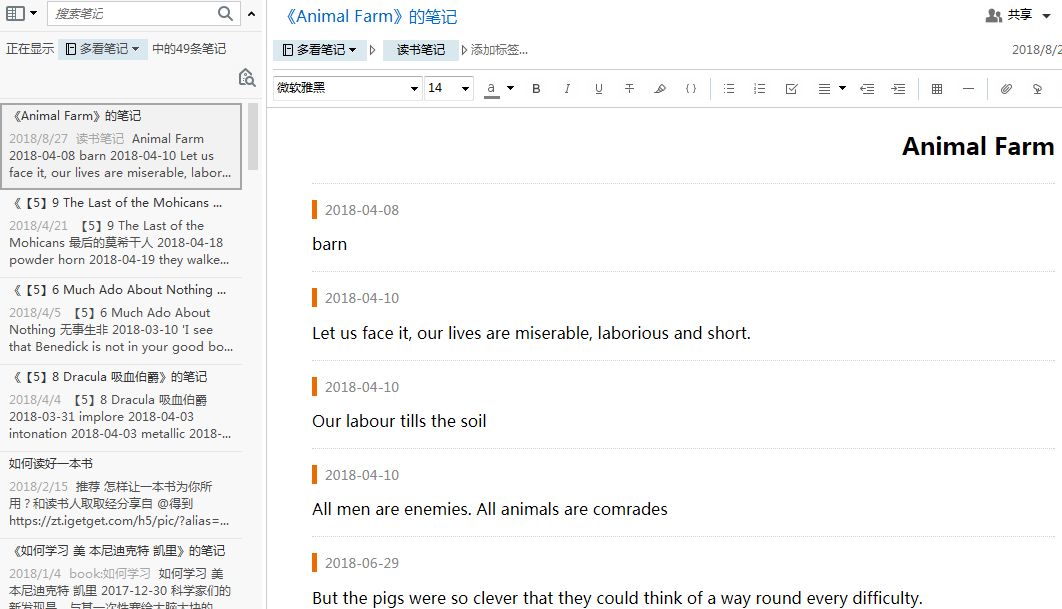 搜索笔记
正在显示 多看笔记 中的49条笔记
《Animal Farm》的笔记
2018/8/27 读书笔记 Animal Farm
2018-04-08 barn 2018-04-10 Let us
face it, our lives are miserable, labor...
《【5】9 The Last of the Mohicans ...
2018/4/21 【5】9 The Last of the
Mohicans 最后的莫希干人 2018-04-18
powder horn 2018-04-19 they walke...
《【5】6 Much Ado About Nothing ...
2018/4/5 【5】6 Much Ado About
Nothing 无事生非 2018-03-10 'I see
that Benedick is not in your good bo...
《【5】8 Dracula 吸血伯爵》的笔记
2018/4/4 【5】8 Dracula 吸血伯爵
2018-03-31 implore 2018-04-03
intonation 2018-04-03 metallic 2018-...
如何读好一本书
2018/2/15 推荐 怎样让一本书为你所
用？和读书人取取经分享自 @得到
https://zt.igetget.com/h5/pic/?alias=...
《如何学习 美 本尼迪克特 凯里》的笔记
2018/1/4 book:如何学习 如何学习 美
本尼迪克特 凯里 2017-12-30 科学家们的
新发现是，与其一次性塞给大脑大块的
《Animal Farm》的笔记
共享
多看笔记 读书笔记 添加标签...
2018/8/2
微软雅黑 14 a B I U T { }
Animal Farm
2018-04-08
barn
2018-04-10
Let us face it, our lives are miserable, laborious and short.
2018-04-10
Our labour tills the soil
2018-04-10
All men are enemies. All animals are comrades
2018-06-29
But the pigs were so clever that they could think of a way round every difficulty.